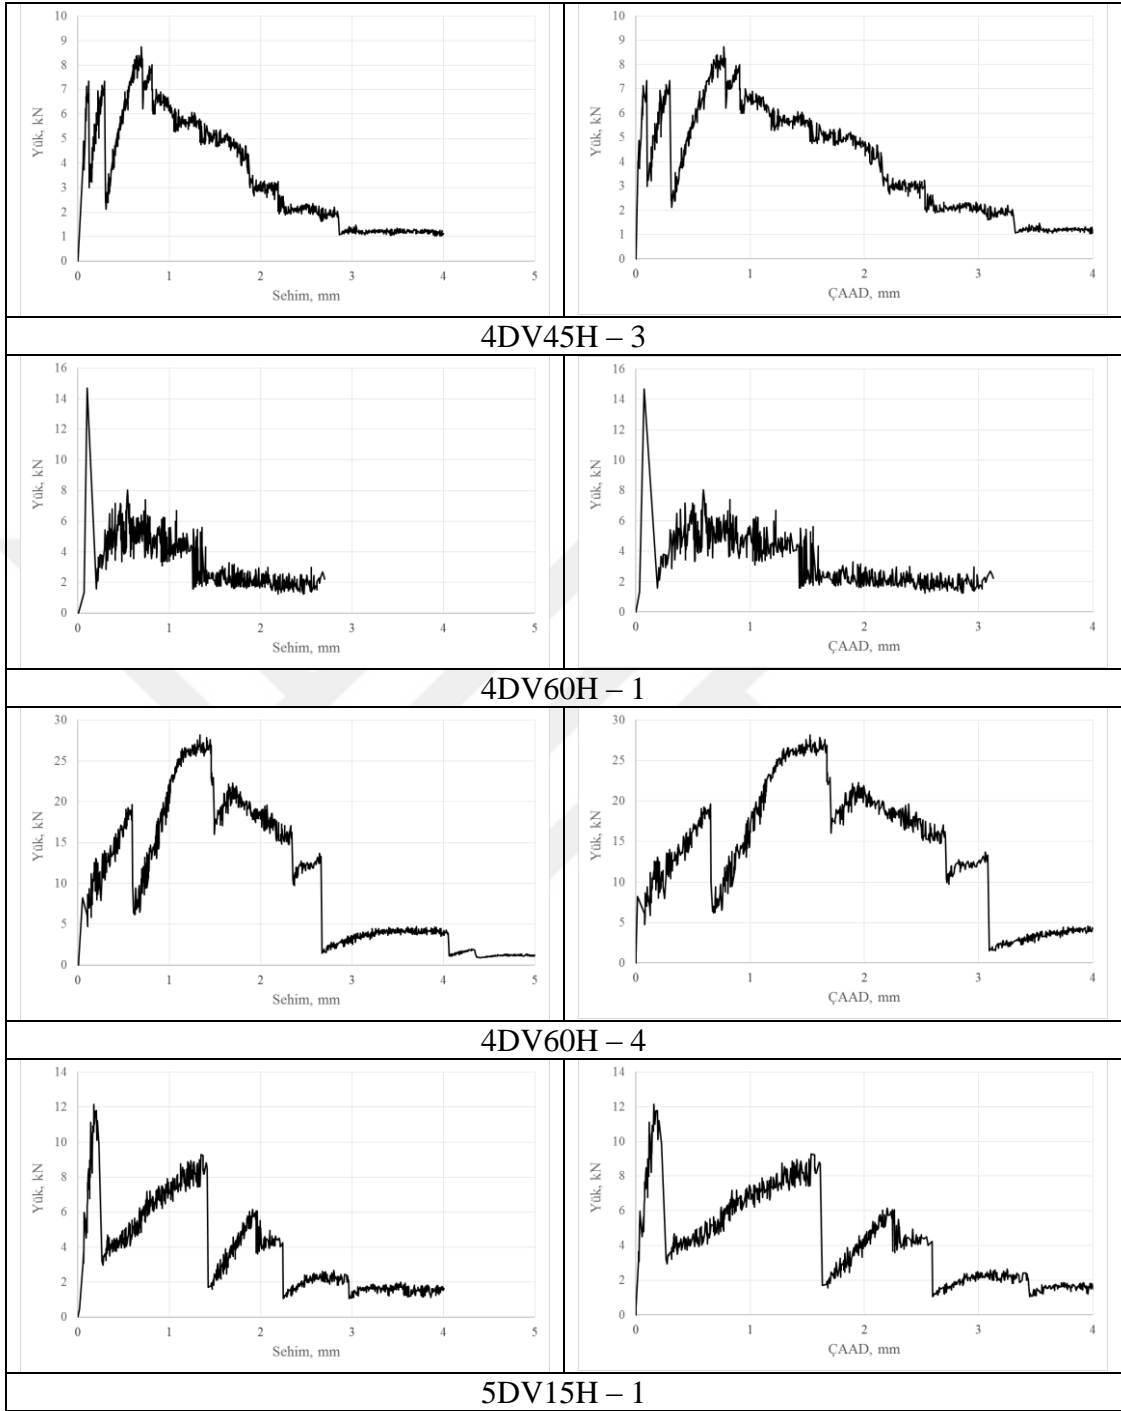 10
9
8
7
6
5
4
3
2
1
0
Yük, kN
0 1 2 3 4 5
Sehim, mm
10
9
8
7
6
5
4
3
2
1
0
Yük, kN
0 1 2 3 4
ÇAAD, mm
4DV45H – 3
16
14
12
10
8
6
4
2
0
Yük, kN
0 1 2 3 4 5
Sehim, mm
16
14
12
10
8
6
4
2
0
Yük, kN
0 1 2 3 4
ÇAAD, mm
4DV60H – 1
30
25
20
15
10
5
0
Yük, kN
0 1 2 3 4 5
Sehim, mm
30
25
20
15
10
5
0
Yük, kN
0 1 2 3 4
ÇAAD, mm
4DV60H – 4
14
12
10
8
6
4
2
0
Yük, kN
0 1 2 3 4 5
Sehim, mm
14
12
10
8
6
4
2
0
Yük, kN
0 1 2 3 4
ÇAAD, mm
5DV15H – 1